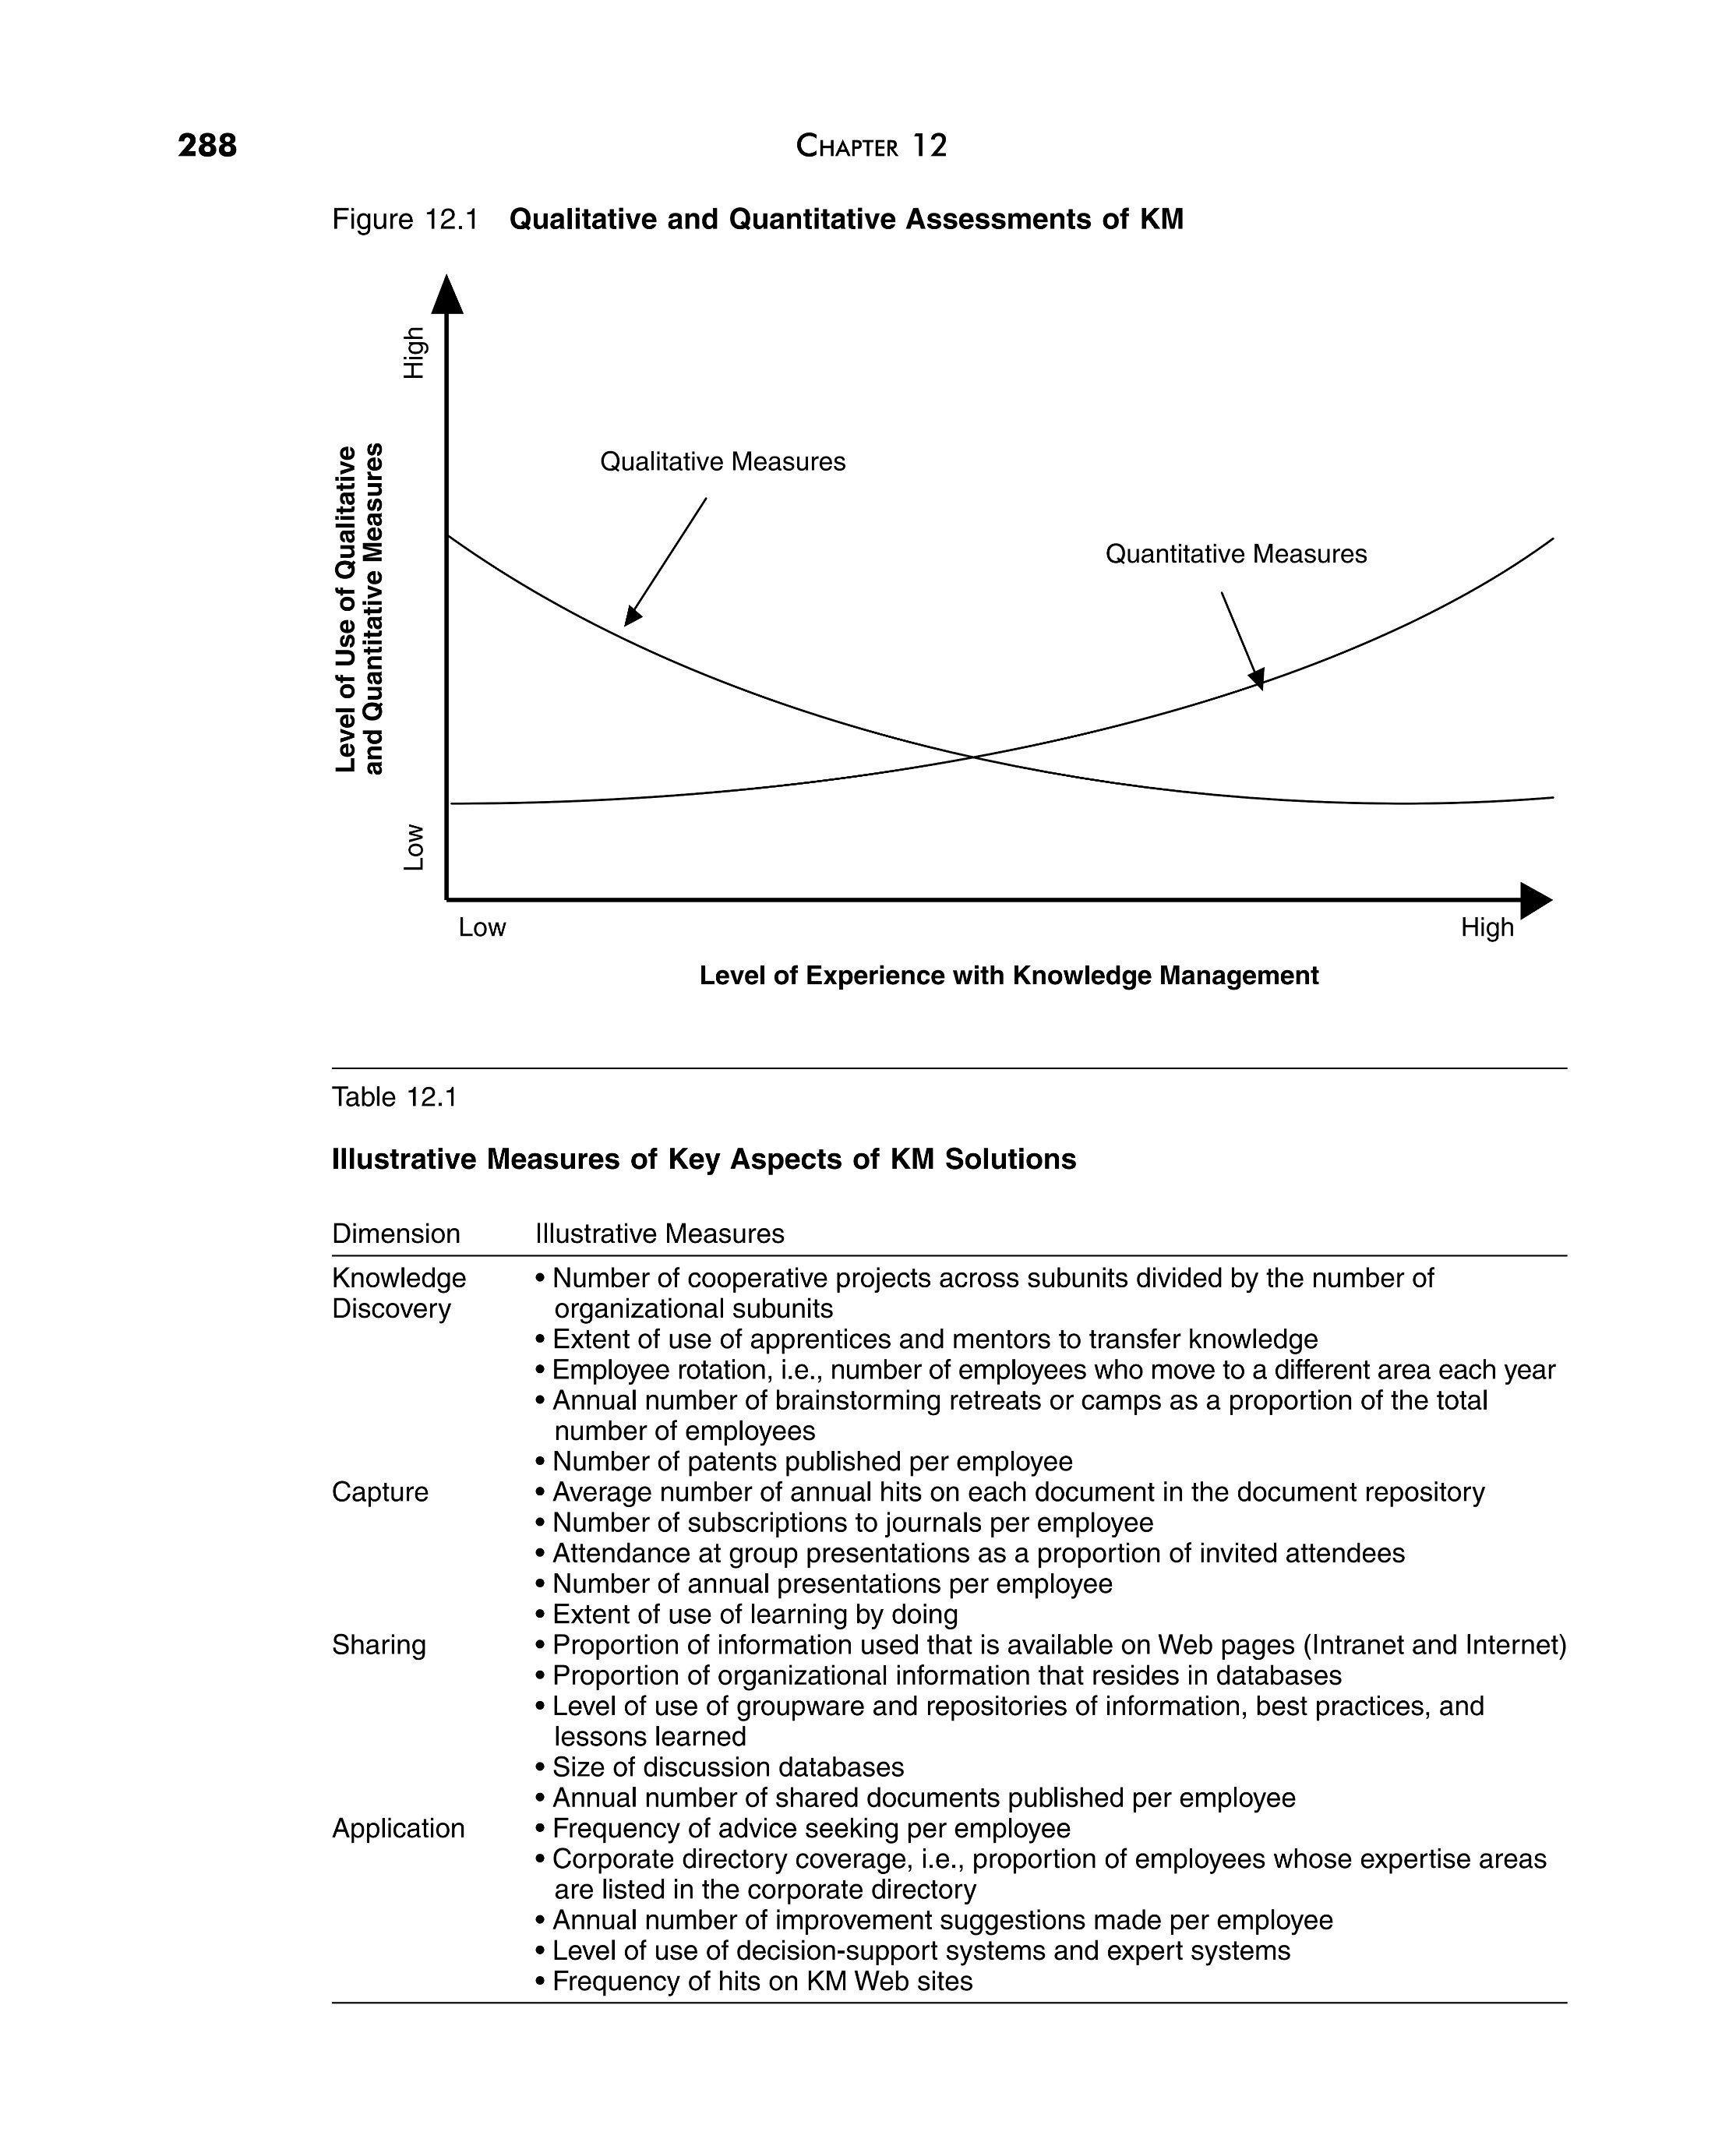 288
CHAPTER 12
Figure 12.1 Qualitative and Quantitative Assessments of KM
High
Qualitative Measures
Quantitative Measures
Level of Use of Qualitative
and Quantitative Measures
Low
Low
High
Level of Experience with Knowledge Management
Table 12.1
Illustrative Measures of Key Aspects of KM Solutions
Dimension Illustrative Measures
Knowledge • Number of cooperative projects across subunits divided by the number of
Discovery organizational subunits
• Extent of use of apprentices and mentors to transfer knowledge
• Employee rotation, i.e., number of employees who move to a different area each year
• Annual number of brainstorming retreats or camps as a proportion of the total
number of employees
• Number of patents published per employee
Capture • Average number of annual hits on each document in the document repository
• Number of subscriptions to journals per employee
• Attendance at group presentations as a proportion of invited attendees
• Number of annual presentations per employee
• Extent of use of learning by doing
Sharing • Proportion of information used that is available on Web pages (Intranet and Internet)
• Proportion of organizational information that resides in databases
• Level of use of groupware and repositories of information, best practices, and
lessons learned
• Size of discussion databases
• Annual number of shared documents published per employee
Application • Frequency of advice seeking per employee
• Corporate directory coverage, i.e., proportion of employees whose expertise areas
are listed in the corporate directory
• Annual number of improvement suggestions made per employee
• Level of use of decision-support systems and expert systems
• Frequency of hits on KM Web sites